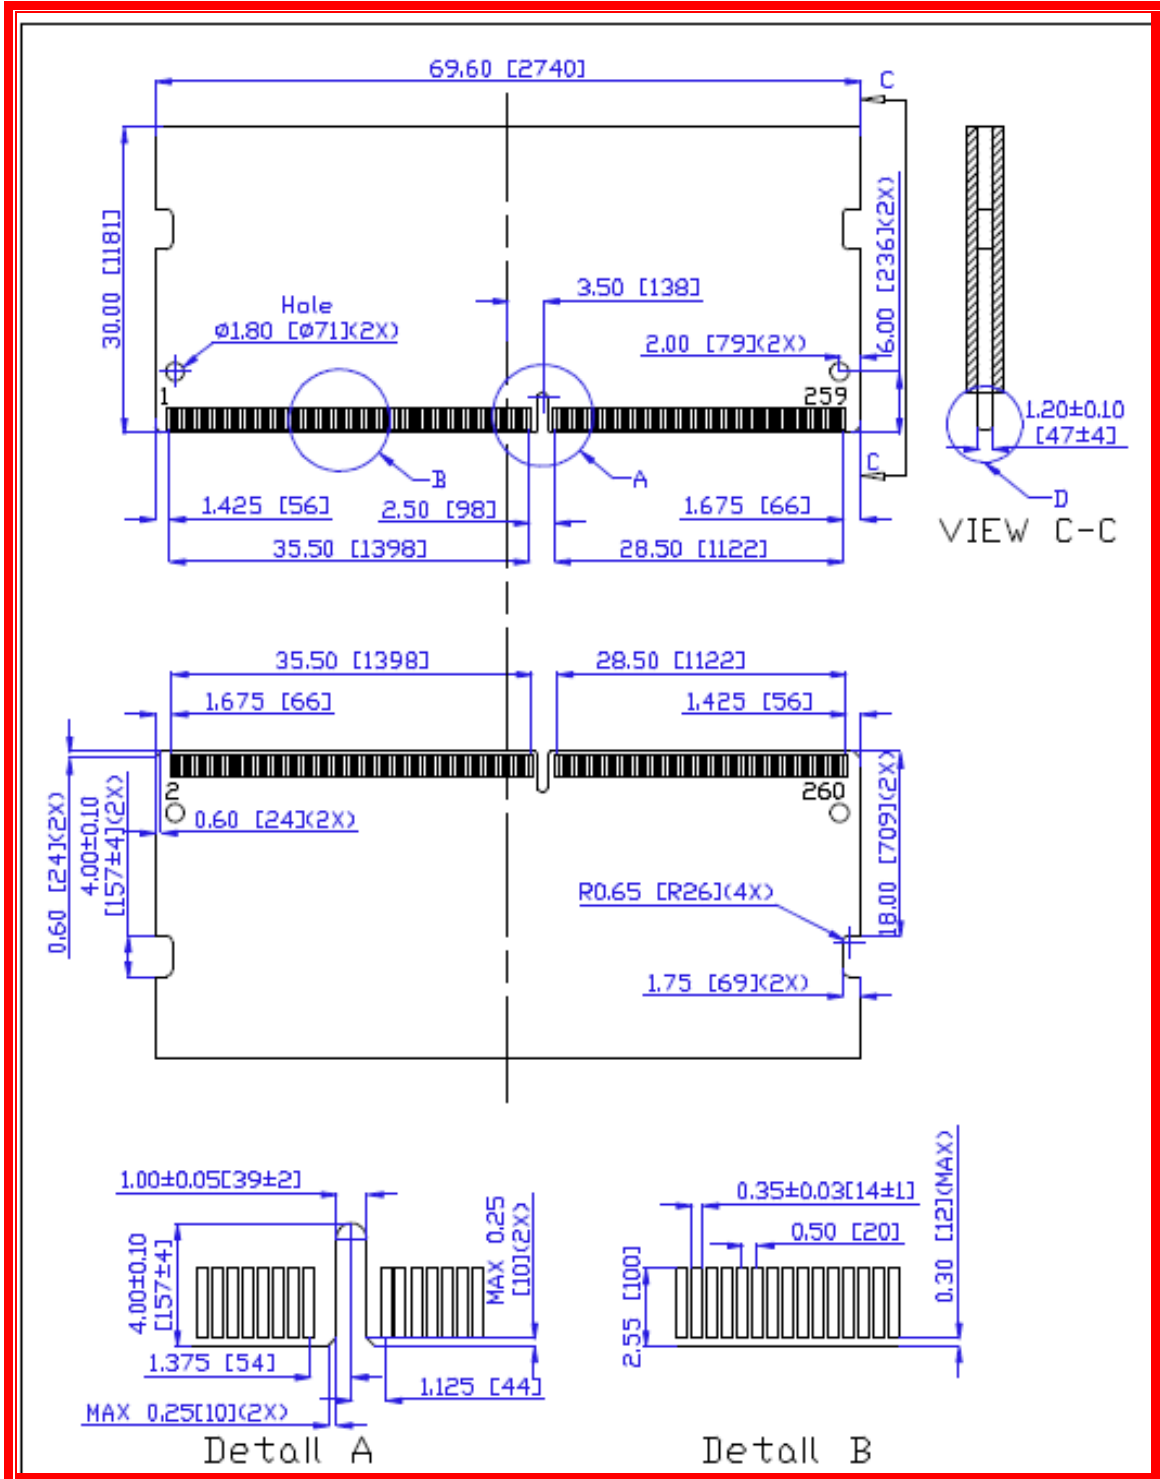 69.60 [2740]
C
30.00 [1181]
6.00 [236](2X)
3.50 [138]
Hole
ø1.80 [ø71](2X)
2.00 [79](2X)
1
259
1.20±0.10
[47±4]
B
A
C
D
1.425 [56]
2.50 [98]
1.675 [66]
VIEW C-C
35.50 [1398]
28.50 [1122]
35.50 [1398]
28.50 [1122]
1.675 [66]
1.425 [56]
2
260
0.60 [24](2X)
4.00±0.10
[157±4](2X)
0.60 [24](2X)
18.00 [709](2X)
R0.65 [R26](4X)
1.75 [69](2X)
1.00±0.05[39±2]
4.00±0.10
[157±4]
MAX 0.25
[10](2X)
0.35±0.03[14±1]
0.50 [20]
0.30 [12](MAX)
2.55 [100]
1.375 [54]
1.125 [44]
MAX 0.25[10](2X)
Detail A
Detail B